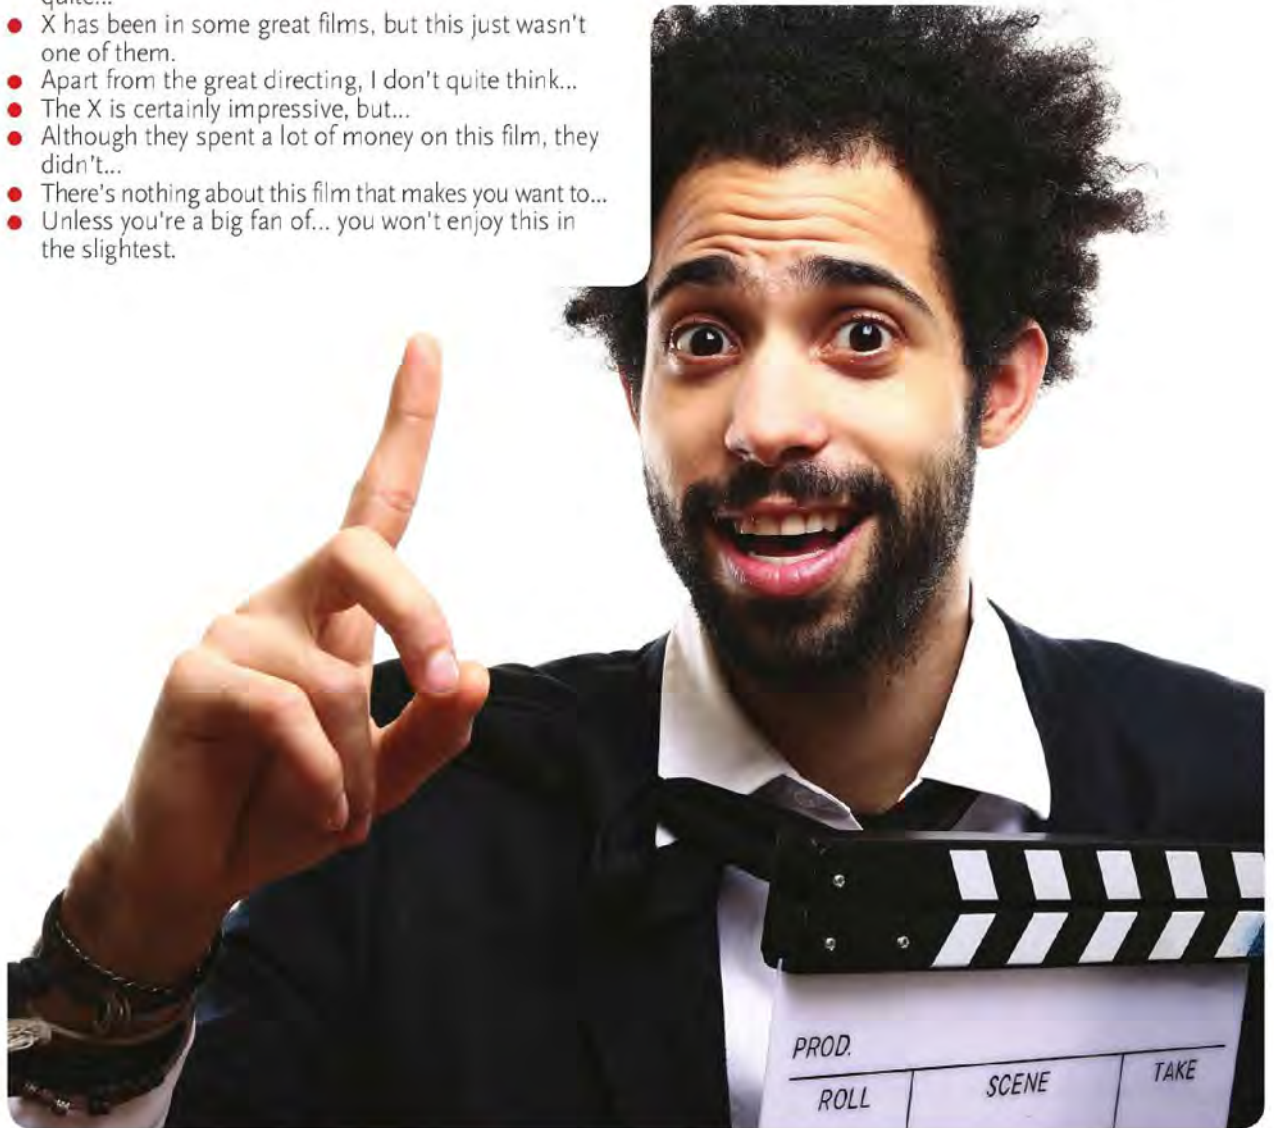 quite...
● X has been in some great films, but this just wasn't
one of them.
● Apart from the great directing, I don't quite think...
● The X is certainly impressive, but...
● Although they spent a lot of money on this film, they
didn't...
● There's nothing about this film that makes you want to...
● Unless you're a big fan of... you won't enjoy this in
the slightest.
PROD.
ROLL SCENE TAKE